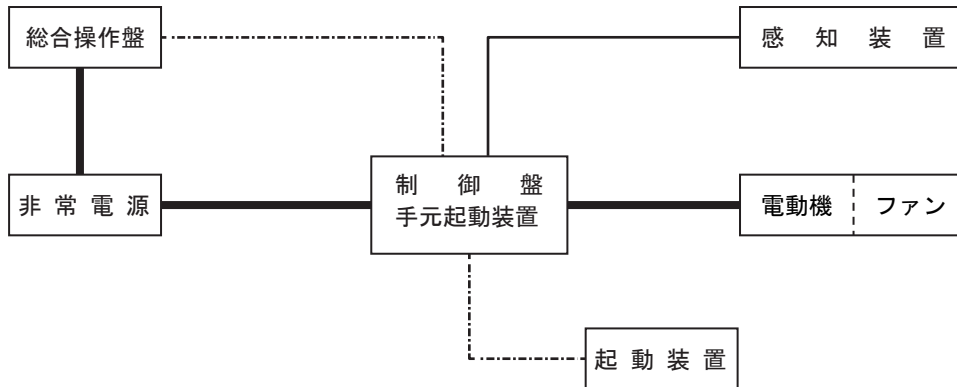 総合操作盤
感知装置
非常電源
制御盤
手元起動装置
電動機 ファン
起動装置